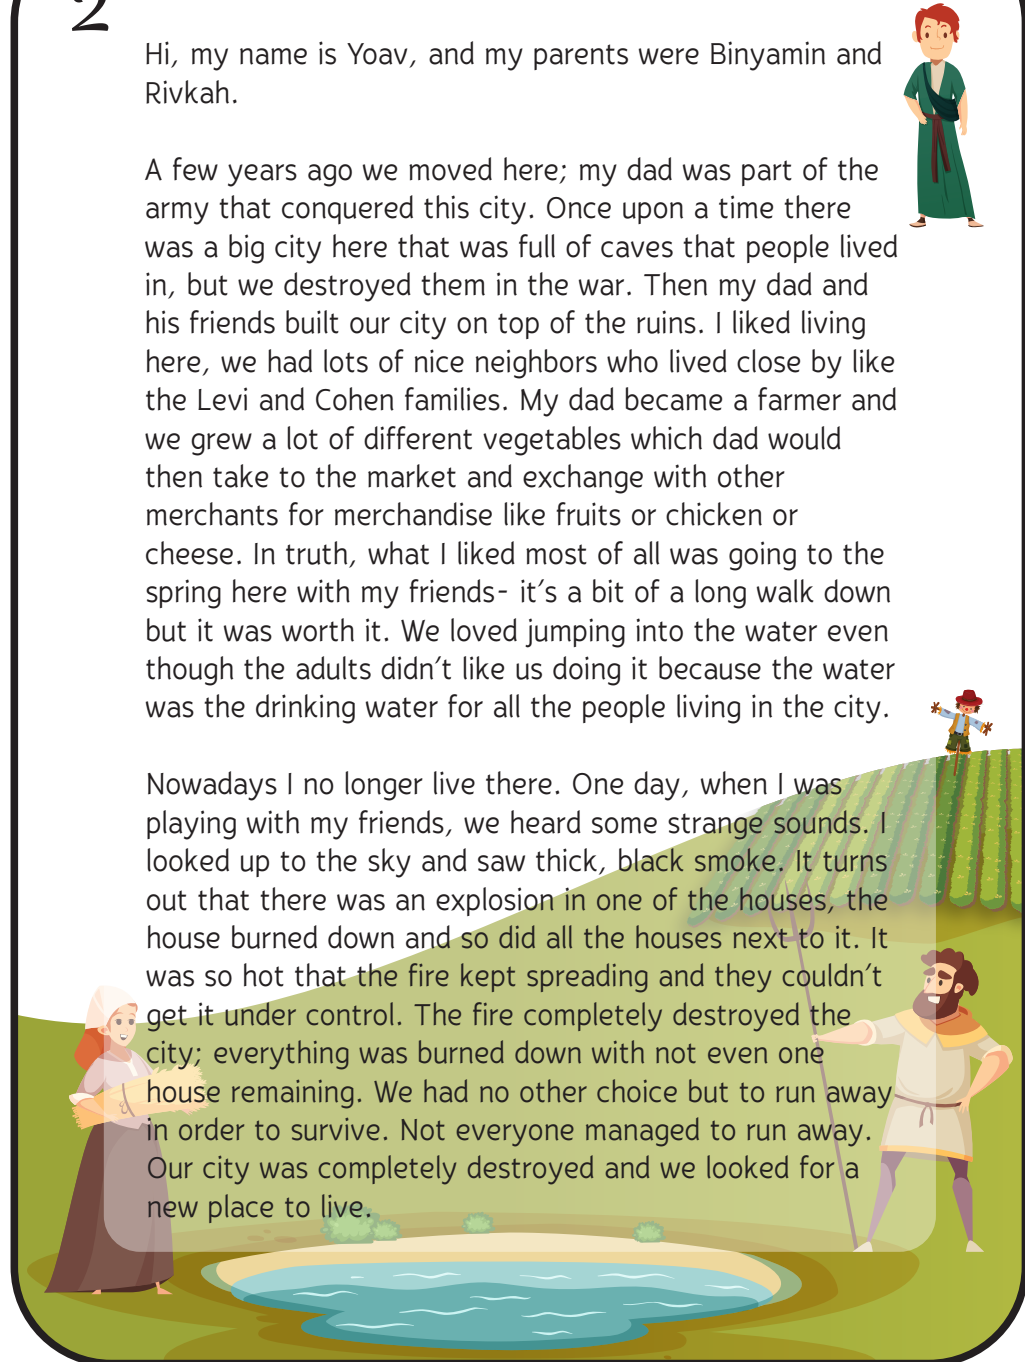 2
Hi, my name is Yoav, and my parents were Binyamin and
Rivkah.
A few years ago we moved here; my dad was part of the
army that conquered this city. Once upon a time there
was a big city here that was full of caves that people lived
in, but we destroyed them in the war. Then my dad and
his friends built our city on top of the ruins. I liked living
here, we had lots of nice neighbors who lived close by like
the Levi and Cohen families. My dad became a farmer and
we grew a lot of different vegetables which dad would
then take to the market and exchange with other
merchants for merchandise like fruits or chicken or
cheese. In truth, what I liked most of all was going to the
spring here with my friends- it's a bit of a long walk down
but it was worth it. We loved jumping into the water even
though the adults didn't like us doing it because the water
was the drinking water for all the people living in the city.
Nowadays I no longer live there. One day, when I was
playing with my friends, we heard some strange sounds. I
looked up to the sky and saw thick, black smoke. It turns
out that there was an explosion in one of the houses, the
house burned down and so did all the houses next to it. It
was so hot that the fire kept spreading and they couldn't
get it under control. The fire completely destroyed the
city; everything was burned down with not even one
house remaining. We had no other choice but to run away
in order to survive. Not everyone managed to run away.
Our city was completely destroyed and we looked for a
new place to live.